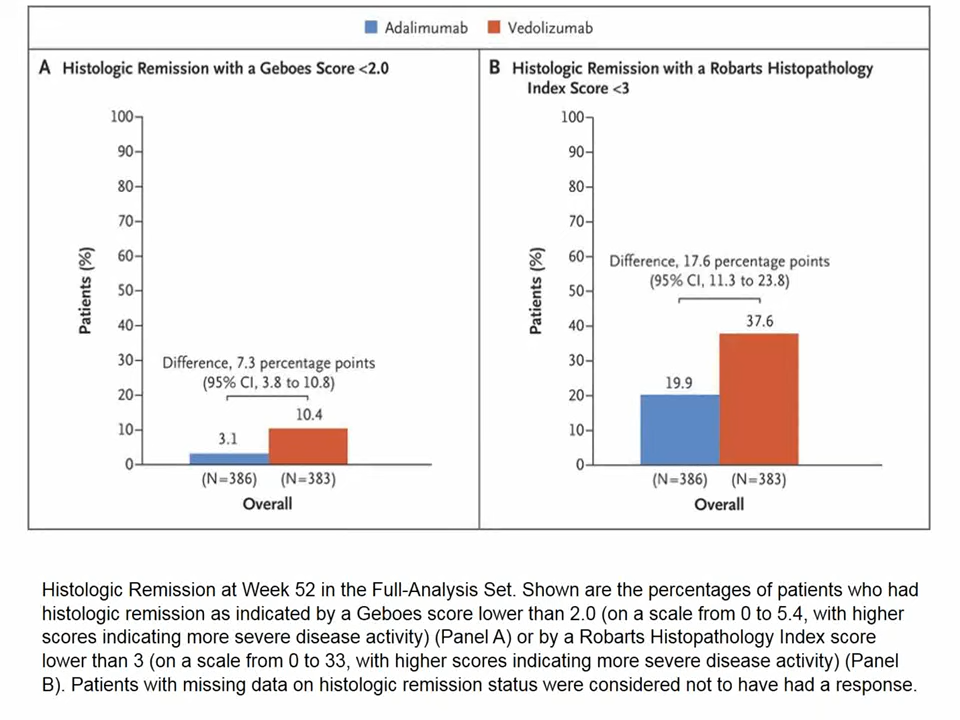 Adalimumab Vedolizumab
A Histologic Remission with a Geboes Score <2.0
100
90
80
70
60
50
40
30
20
10
0
Patients (%)
Difference, 7.3 percentage points
(95% CI, 3.8 to 10.8)
3.1
10.4
(N=386) (N=383)
Overall
B Histologic Remission with a Robarts Histopathology
Index Score <3
100
90
80
70
60
50
40
30
20
10
0
Patients (%)
Difference, 17.6 percentage points
(95% CI, 11.3 to 23.8)
19.9
37.6
(N=386) (N=383)
Overall
Histologic Remission at Week 52 in the Full-Analysis Set. Shown are the percentages of patients who had
histologic remission as indicated by a Geboes score lower than 2.0 (on a scale from 0 to 5.4, with higher
scores indicating more severe disease activity) (Panel A) or by a Robarts Histopathology Index score
lower than 3 (on a scale from 0 to 33, with higher scores indicating more severe disease activity) (Panel
B). Patients with missing data on histologic remission status were considered not to have had a response.